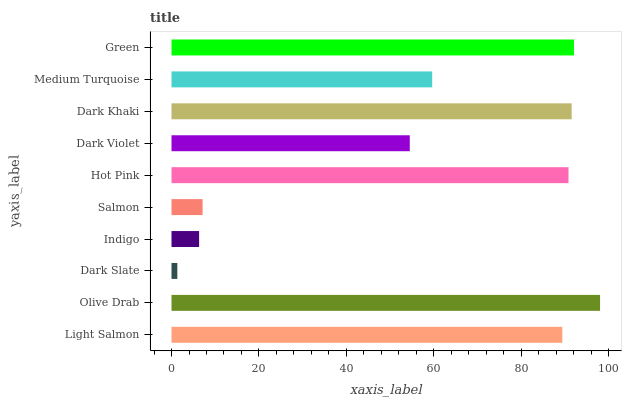 title
Green
Medium Turquoise
Dark Khaki
Dark Violet
Hot Pink
Salmon
Indigo
Dark Slate
Olive Drab
Light Salmon
yaxis_label
0 20 40 60 80 100
xaxis_label